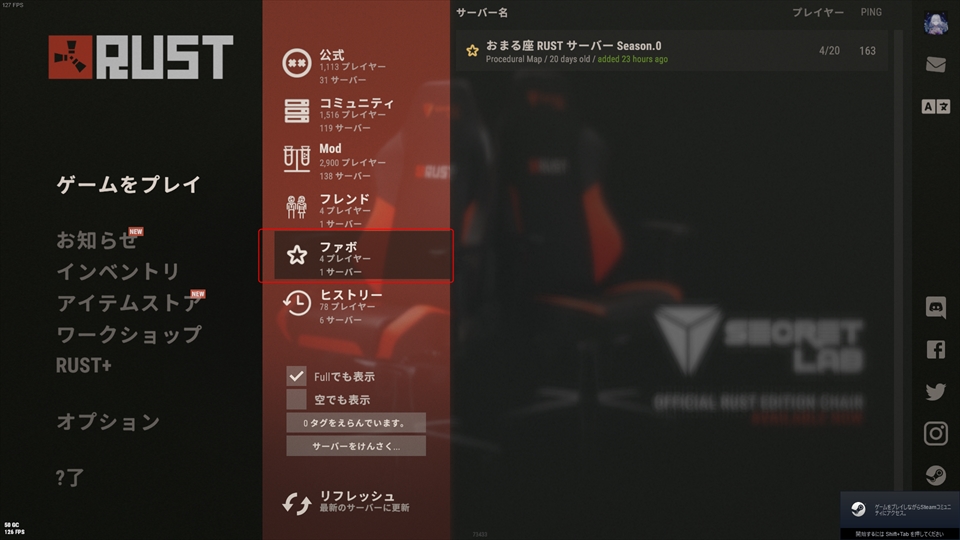 127 FPS
RUST
ゲームをプレイ
お知らせ
NEW
インベントリ
アイテムストア
NEW
ワークショップ
RUST+
オプション
?了
50 GC
126 FPS
公式
1,113 プレイヤー
31 サーバー
コミュニティ
1,516 プレイヤー
119 サーバー
Mod
2,900 プレイヤー
138 サーバー
フレンド
4 プレイヤー
1 サーバー
ファボ
4 プレイヤー
1 サーバー
ヒストリー
78 プレイヤー
6 サーバー
Fullでも表示
空でも表示
0 タグをえらんでいます。
サーバーをけんさく...
リフレッシュ
最新のサーバーに更新
サーバー名 プレイヤー PING
おまる座 RUST サーバー Season.0 4/20 163
Procedural Map / 20 days old / added 23 hours ago
RUST
SECRET
LAB
OFFICIAL RUST EDITION CHAIR
AVAILABLE NOW
A
ゲームをプレイしながらSteamコミュニ
ティにアクセス。
開始するには Shift+Tab を押してください